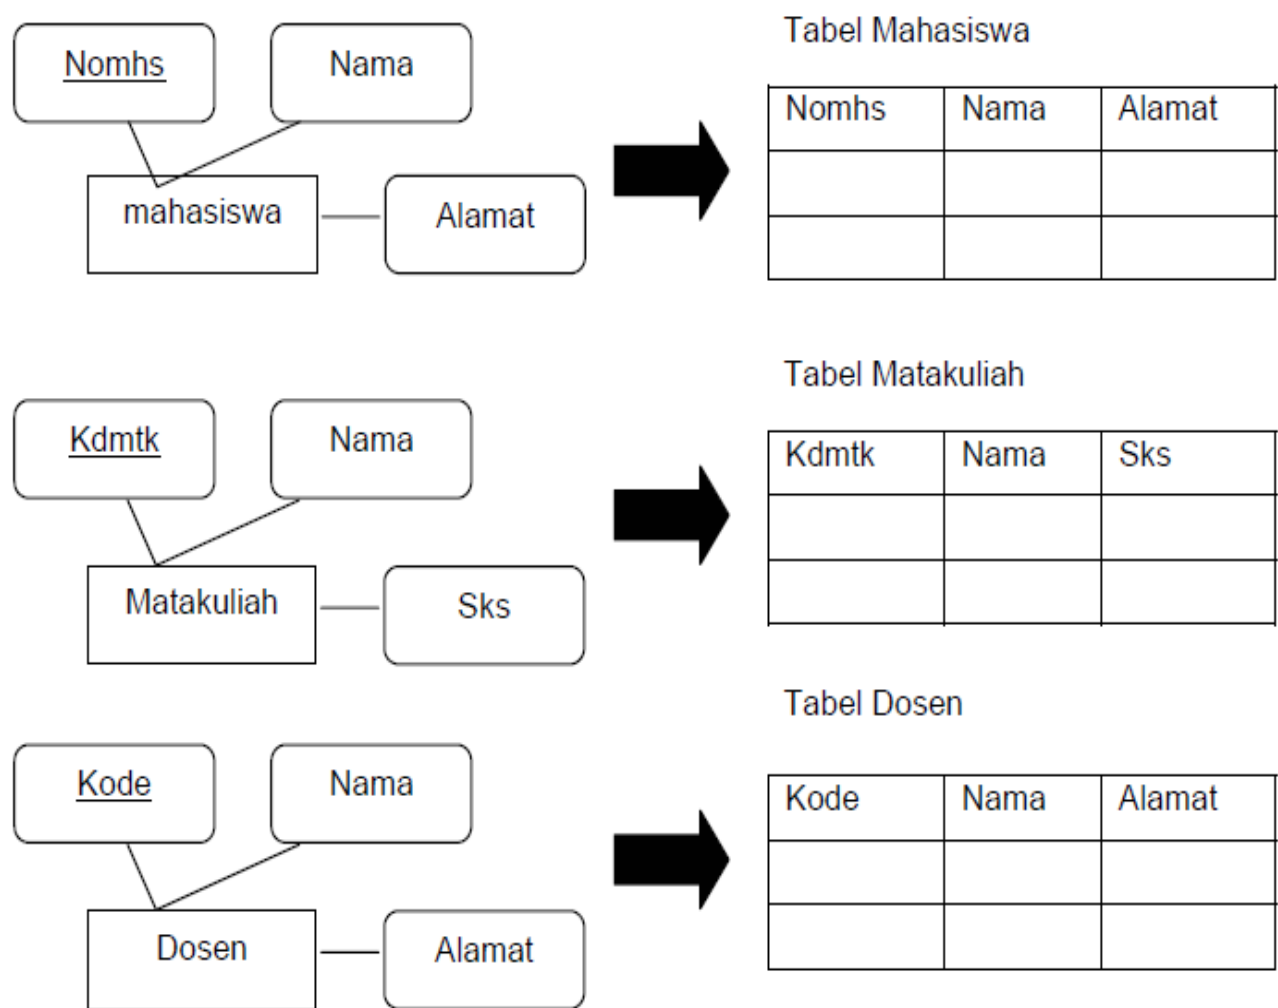 Tabel Mahasiswa
Nomhs Nama
Nomhs Nama Alamat
mahasiswa Alamat
Tabel Matakuliah
Kdmtk Nama
Kdmtk Nama Sks
Matakuliah Sks
Tabel Dosen
Kode Nama
Kode Nama Alamat
Dosen Alamat